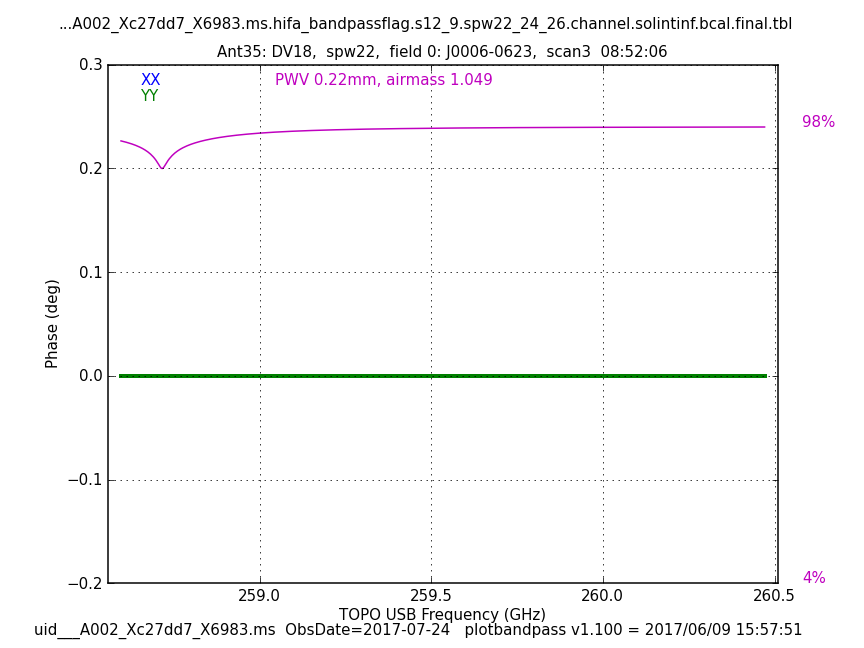 ...A002_Xc27dd7_X6983.ms.hifa_bandpassflag.s12_9.spw22_24_26.channel.solintinf.bcal.final.tbl
Ant35: DV18,  spw22,  field 0: J0006-0623,  scan3  08:52:06
0.3
XX
PWV 0.22mm, airmass 1.049
YY
98%
0.2
0.1
Phase (deg)
0.0
−0.1
4%
−0.2
259.0
259.5
260.0
260.5
TOPO USB Frequency (GHz)
uid___A002_Xc27dd7_X6983.ms  ObsDate=2017-07-24   plotbandpass v1.100 = 2017/06/09 15:57:51